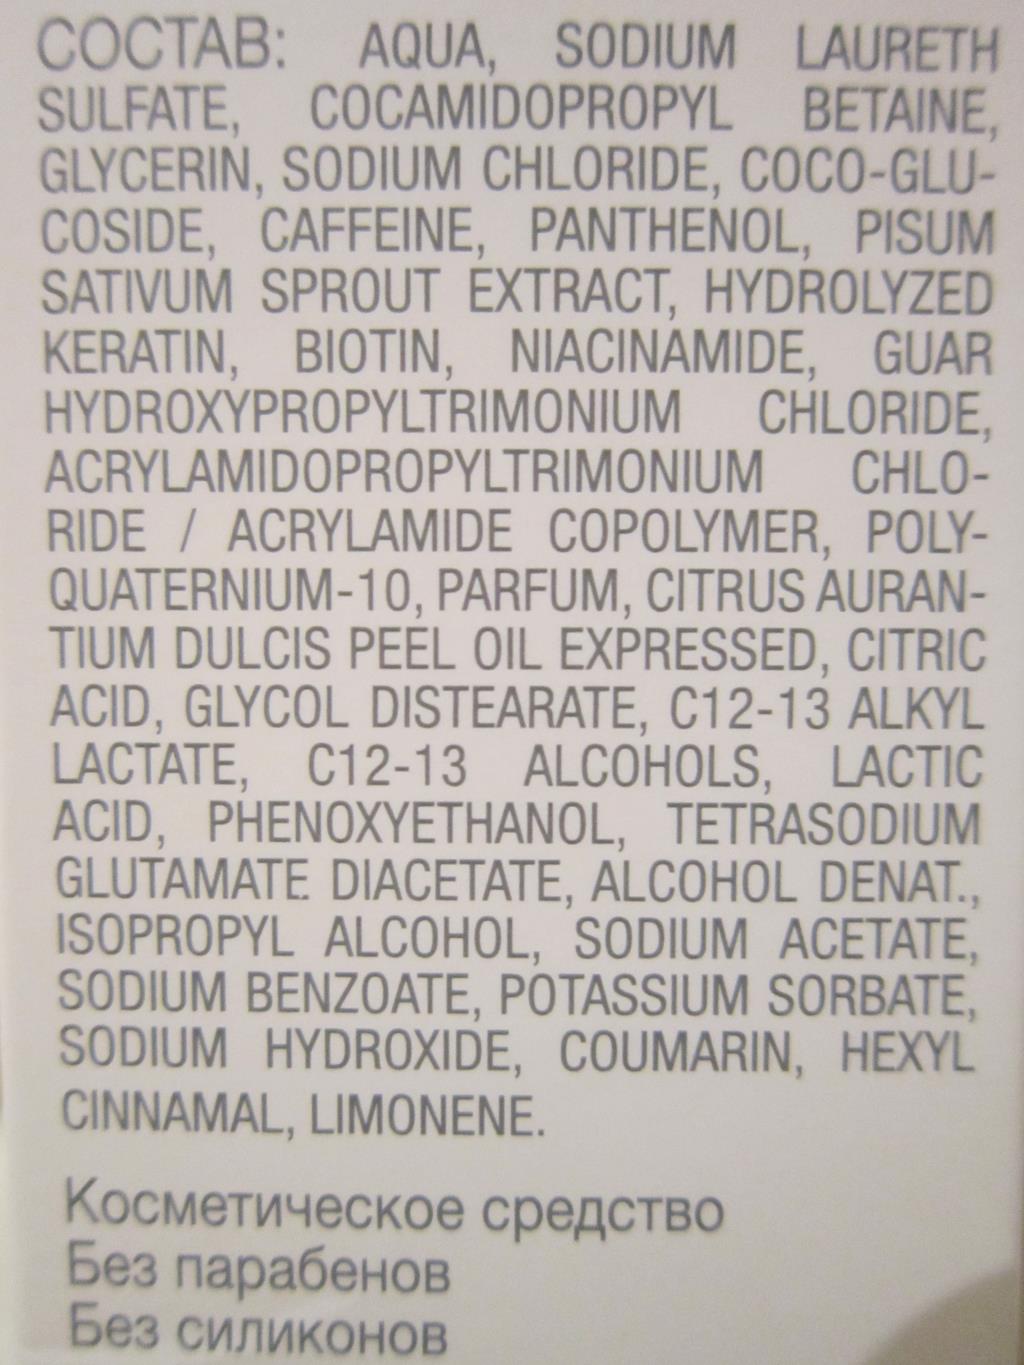 СОСТАВ: AQUA, SODIUM LAURETH
SULFATE, COCAMIDOPROPYL BETAINE,
GLYCERIN, SODIUM CHLORIDE, COCO-GLU-
COSIDE, CAFFEINE, PANTHENOL, PISUM
SATIVUM SPROUT EXTRACT, HYDROLYZED
KERATIN, BIOTIN, NIACINAMIDE, GUAR
HYDROXYPROPYLTRIMONIUM CHLORIDE,
ACRYLAMIDOPROPYLTRIMONIUM CHLO-
RIDE / ACRYLAMIDE COPOLYMER, POLY-
QUATERNIUM-10, PARFUM, CITRUS AURAN-
TIUM DULCIS PEEL OIL EXPRESSED, CITRIC
ACID, GLYCOL DISTEARATE, C12-13 ALKYL
LACTATE, C12-13 ALCOHOLS, LACTIC
ACID, PHENOXYETHANOL, TETRASODIUM
GLUTAMATE. DIACETATE, ALCOHOL DENAT.,
ISOPROPYL ALCOHOL, SODIUM ACETATE,
SODIUM BENZOATE, POTASSIUM SORBATE,
SODIUM HYDROXIDE, COUMARIN, HEXYL
CINNAMAL, LIMONENE.
Косметическое средство
Без парабенов
Без силиконов